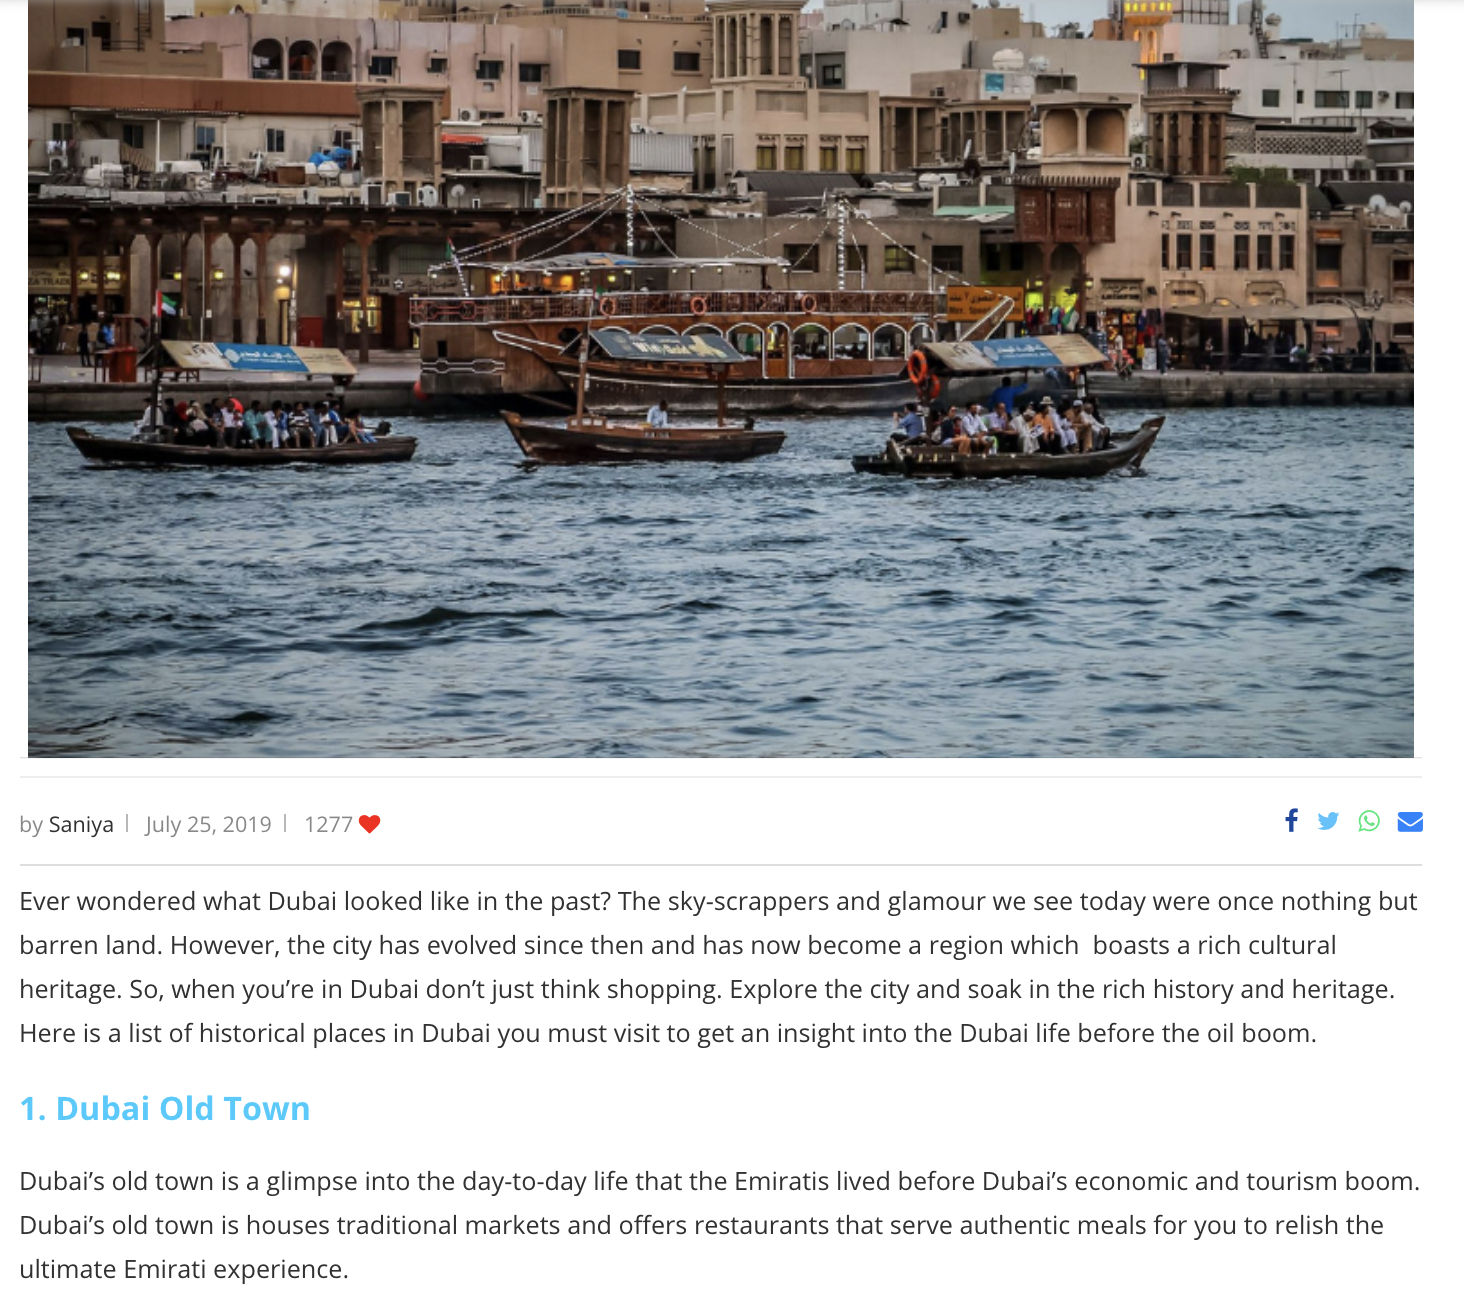 by Saniya | July 25, 2019 | 1277
Ever wondered what Dubai looked like in the past? The sky-scrappers and glamour we see today were once nothing but
barren land. However, the city has evolved since then and has now become a region which  boasts a rich cultural
heritage. So, when you’re in Dubai don’t just think shopping. Explore the city and soak in the rich history and heritage.
Here is a list of historical places in Dubai you must visit to get an insight into the Dubai life before the oil boom.
1. Dubai Old Town
Dubai’s old town is a glimpse into the day-to-day life that the Emiratis lived before Dubai’s economic and tourism boom.
Dubai’s old town is houses traditional markets and offers restaurants that serve authentic meals for you to relish the
ultimate Emirati experience.